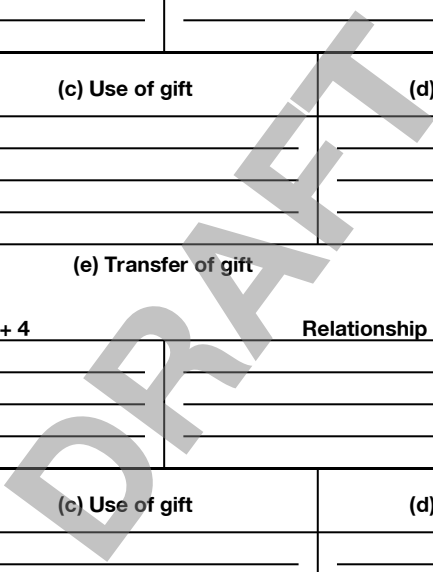 (c) Use of gift (d)
(e) Transfer of gift
+ 4 Relationship
(c) Use of gift (d)
DRAFT